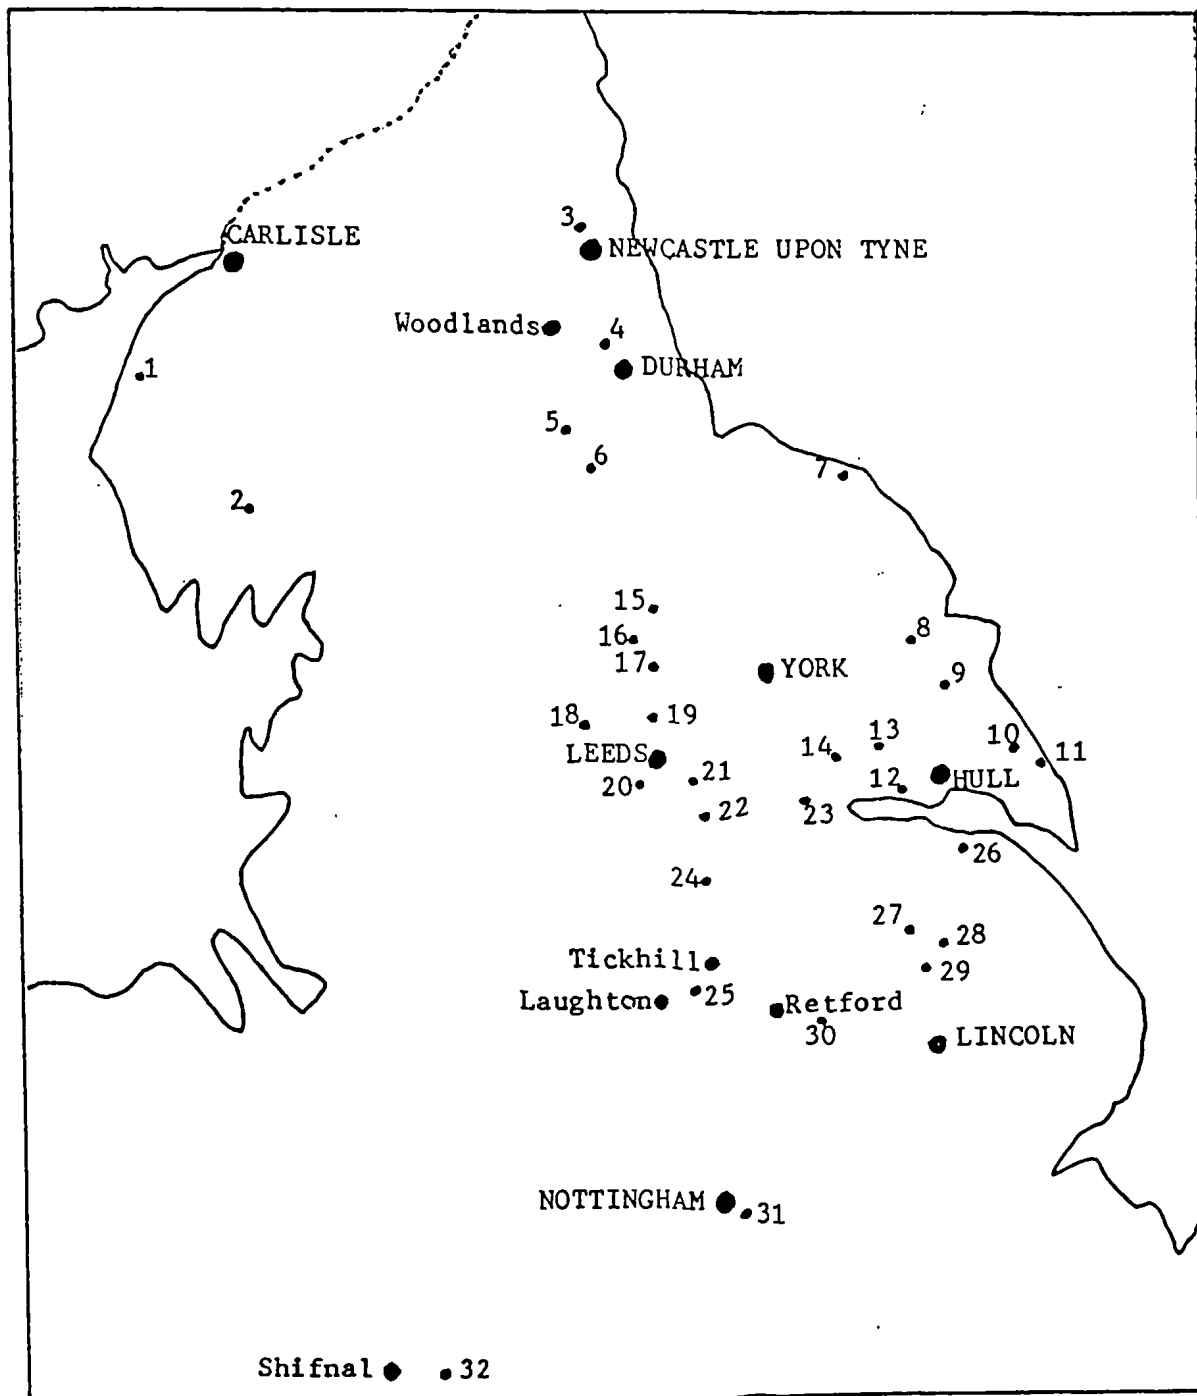 3
CARLISLE
NEWCASTLE UPON TYNE
Woodlands
4
1
DURHAM
5
6
7
2
15
16
8
17
YORK
9
18
19
13
10
14
11
LEEDS
21
HULL
20
12
22
23
26
24
27
28
Tickhill
29
25
Laughton
Retford
30
LINCOLN
NOTTINGHAM
31
Shifnal
32